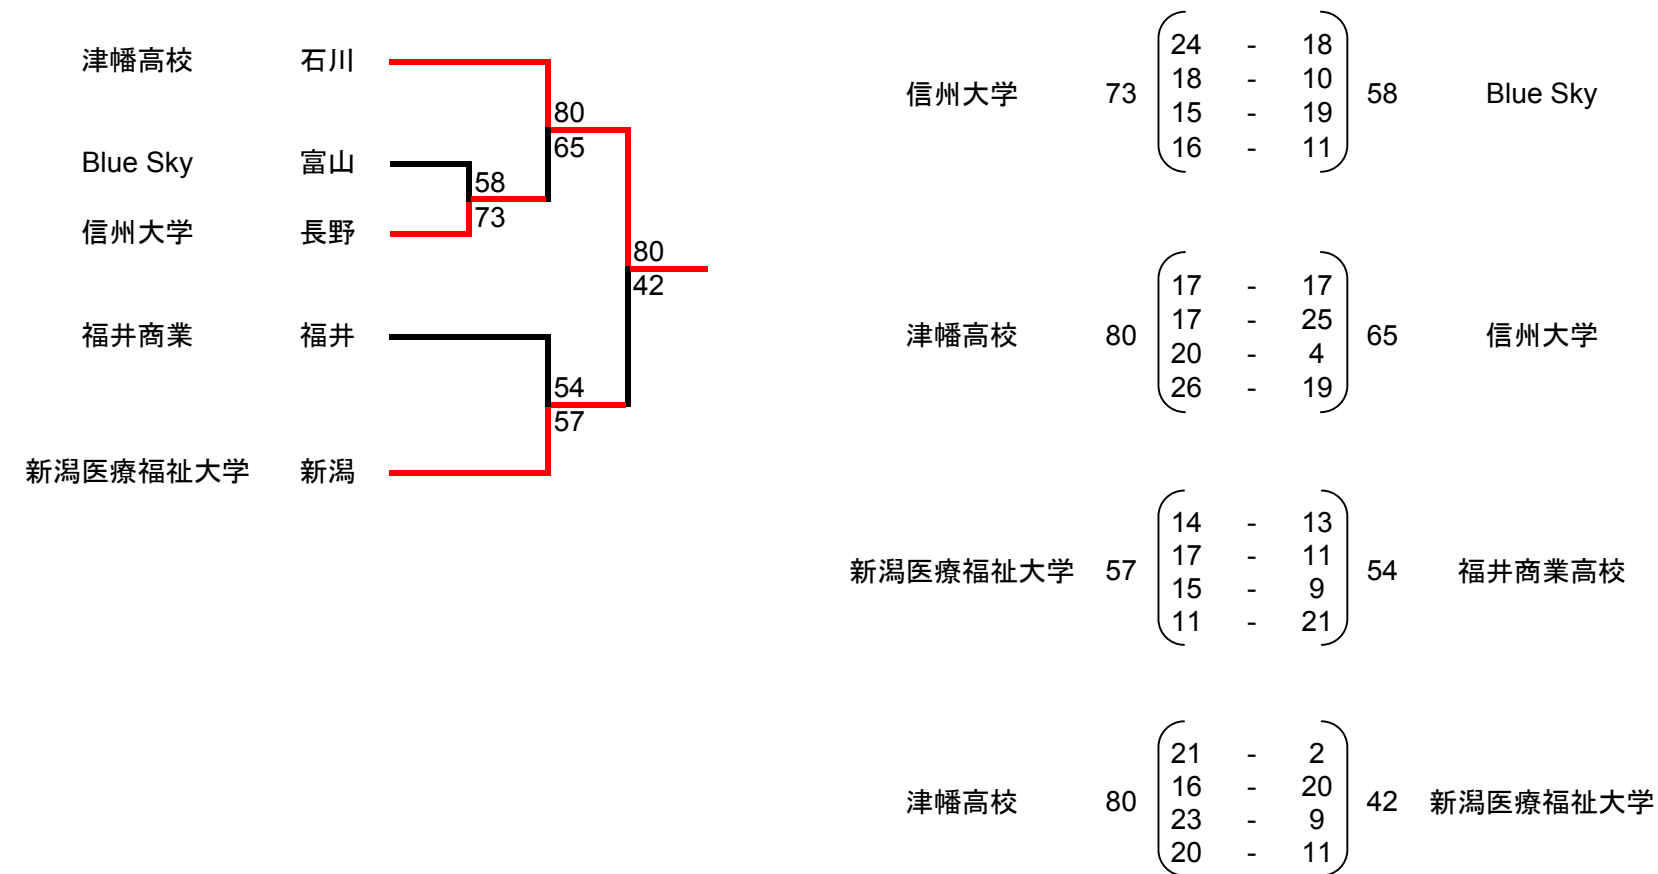 津幡高校 石川
80
65
Blue Sky 富山
58
73
信州大学 長野
80
42
福井商業 福井
54
57
新潟医療福祉大学 新潟
24 - 18
18 - 10
信州大学 73 58 Blue Sky
15 - 19
16 - 11
17 - 17
17 - 25
津幡高校 80 65 信州大学
20 - 4
26 - 19
14 - 13
17 - 11
新潟医療福祉大学 57 54 福井商業高校
15 - 9
11 - 21
21 - 2
16 - 20
津幡高校 80 42 新潟医療福祉大学
23 - 9
20 - 11